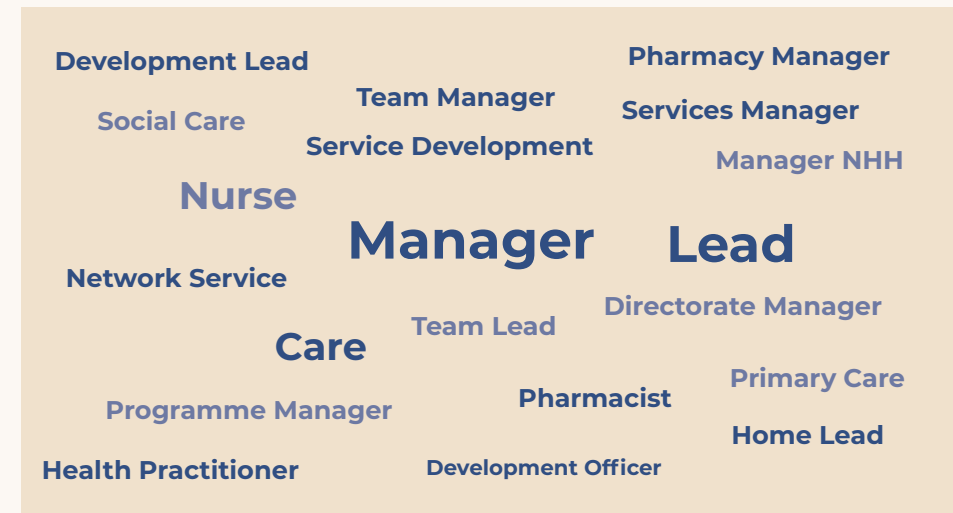 Development Lead
Pharmacy Manager
Team Manager
Services Manager
Social Care
Service Development
Manager NHH
Nurse
Manager
Lead
Network Service
Directorate Manager
Team Lead
Care
Primary Care
Pharmacist
Programme Manager
Home Lead
Development Officer
Health Practitioner